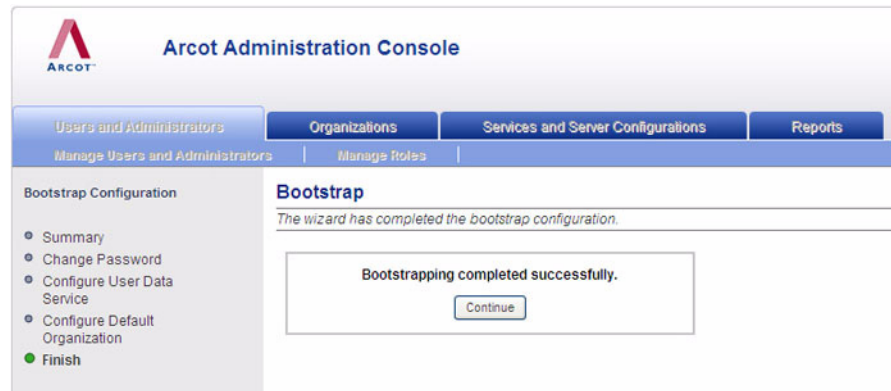 ARCOT™
Arcot Administration Console
Users and Administrators
Organizations
Services and Server Configurations
Reports
Manage Users and Administrators
Manage Roles
Bootstrap Configuration
Summary
Change Password
Configure User Data
Service
Configure Default
Organization
Finish
Bootstrap
The wizard has completed the bootstrap configuration.
Bootstrapping completed successfully.
Continue